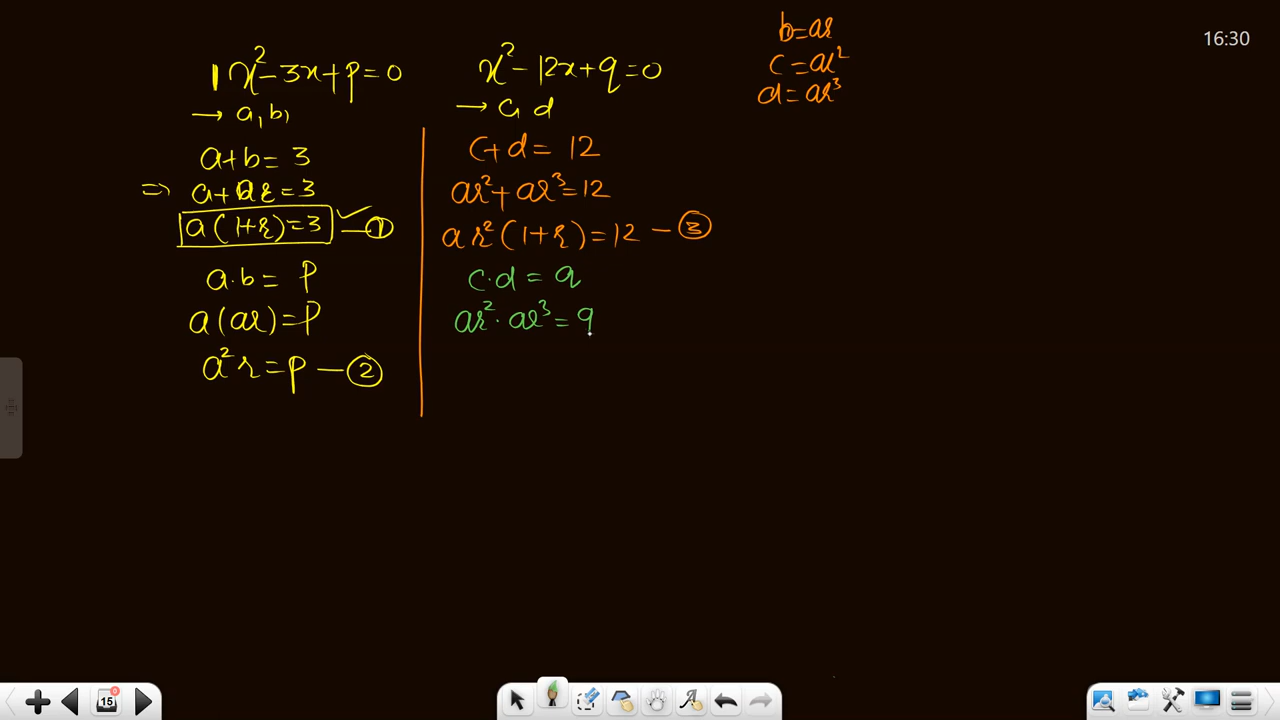 1x² - 3x + p = 0
→ a, b,
a + b = 3
⇒ a + ar = 3
a(1+r) = 3 ✓ — ①
a·b = p
a(ar) = p
a²r = p — ②
x² - 12x + q = 0
→ c, d
c + d = 12
ar² + ar³ = 12
ar²(1+r) = 12 — ③
c·d = q
ar²·ar³ = q
b = ar
c = ar²
d = ar³
16:30
15
0